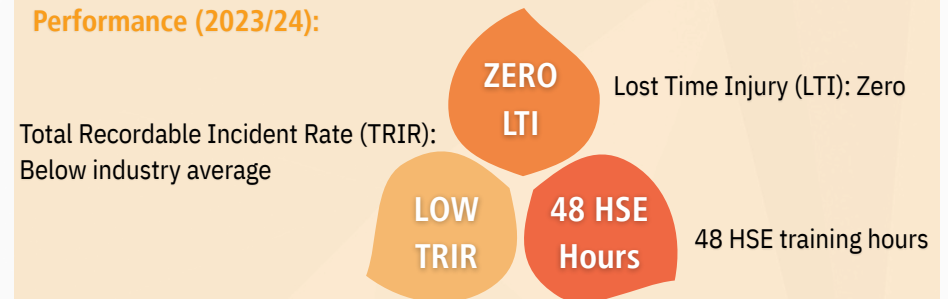 Performance (2023/24):
ZERO
LTI
Lost Time Injury (LTI): Zero
Total Recordable Incident Rate (TRIR):
Below industry average
LOW
TRIR
48 HSE
Hours
48 HSE training hours